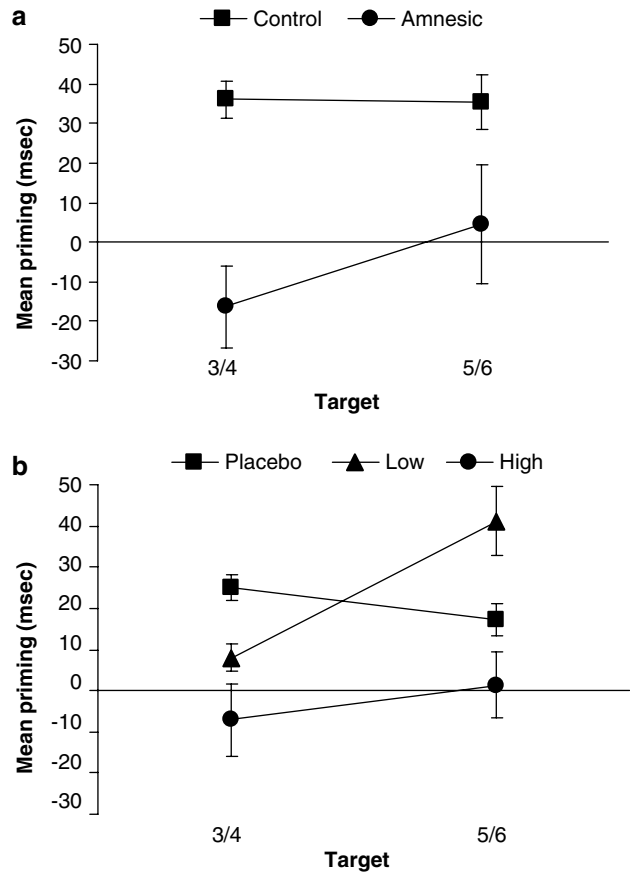 a
Control Amnesic
50
40
30
20
10
0
-10
-20
-30
Mean priming (msec)
3/4 5/6
Target
b
Placebo Low High
50
40
30
20
10
0
-10
-20
-30
Mean priming (msec)
3/4 5/6
Target